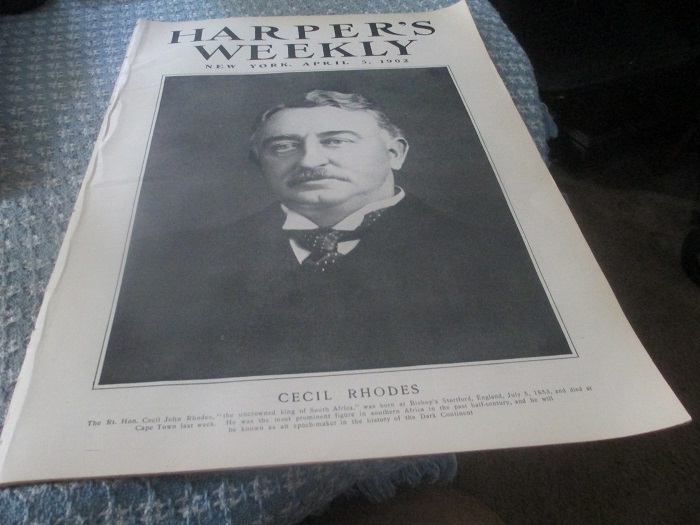 HARPER'S
WEEKLY
NEW YORK, APRIL 5, 1902
CECIL RHODES
The Rt. Hon. Cecil John Rhodes, "the uncrowned king of South Africa," was born at Bishop's Stortford, England, July 5, 1853, and died at
Cape Town last week. He was the most prominent figure in southern Africa in the past half-century, and he will
be known as an epoch-maker in the history of the Dark Continent